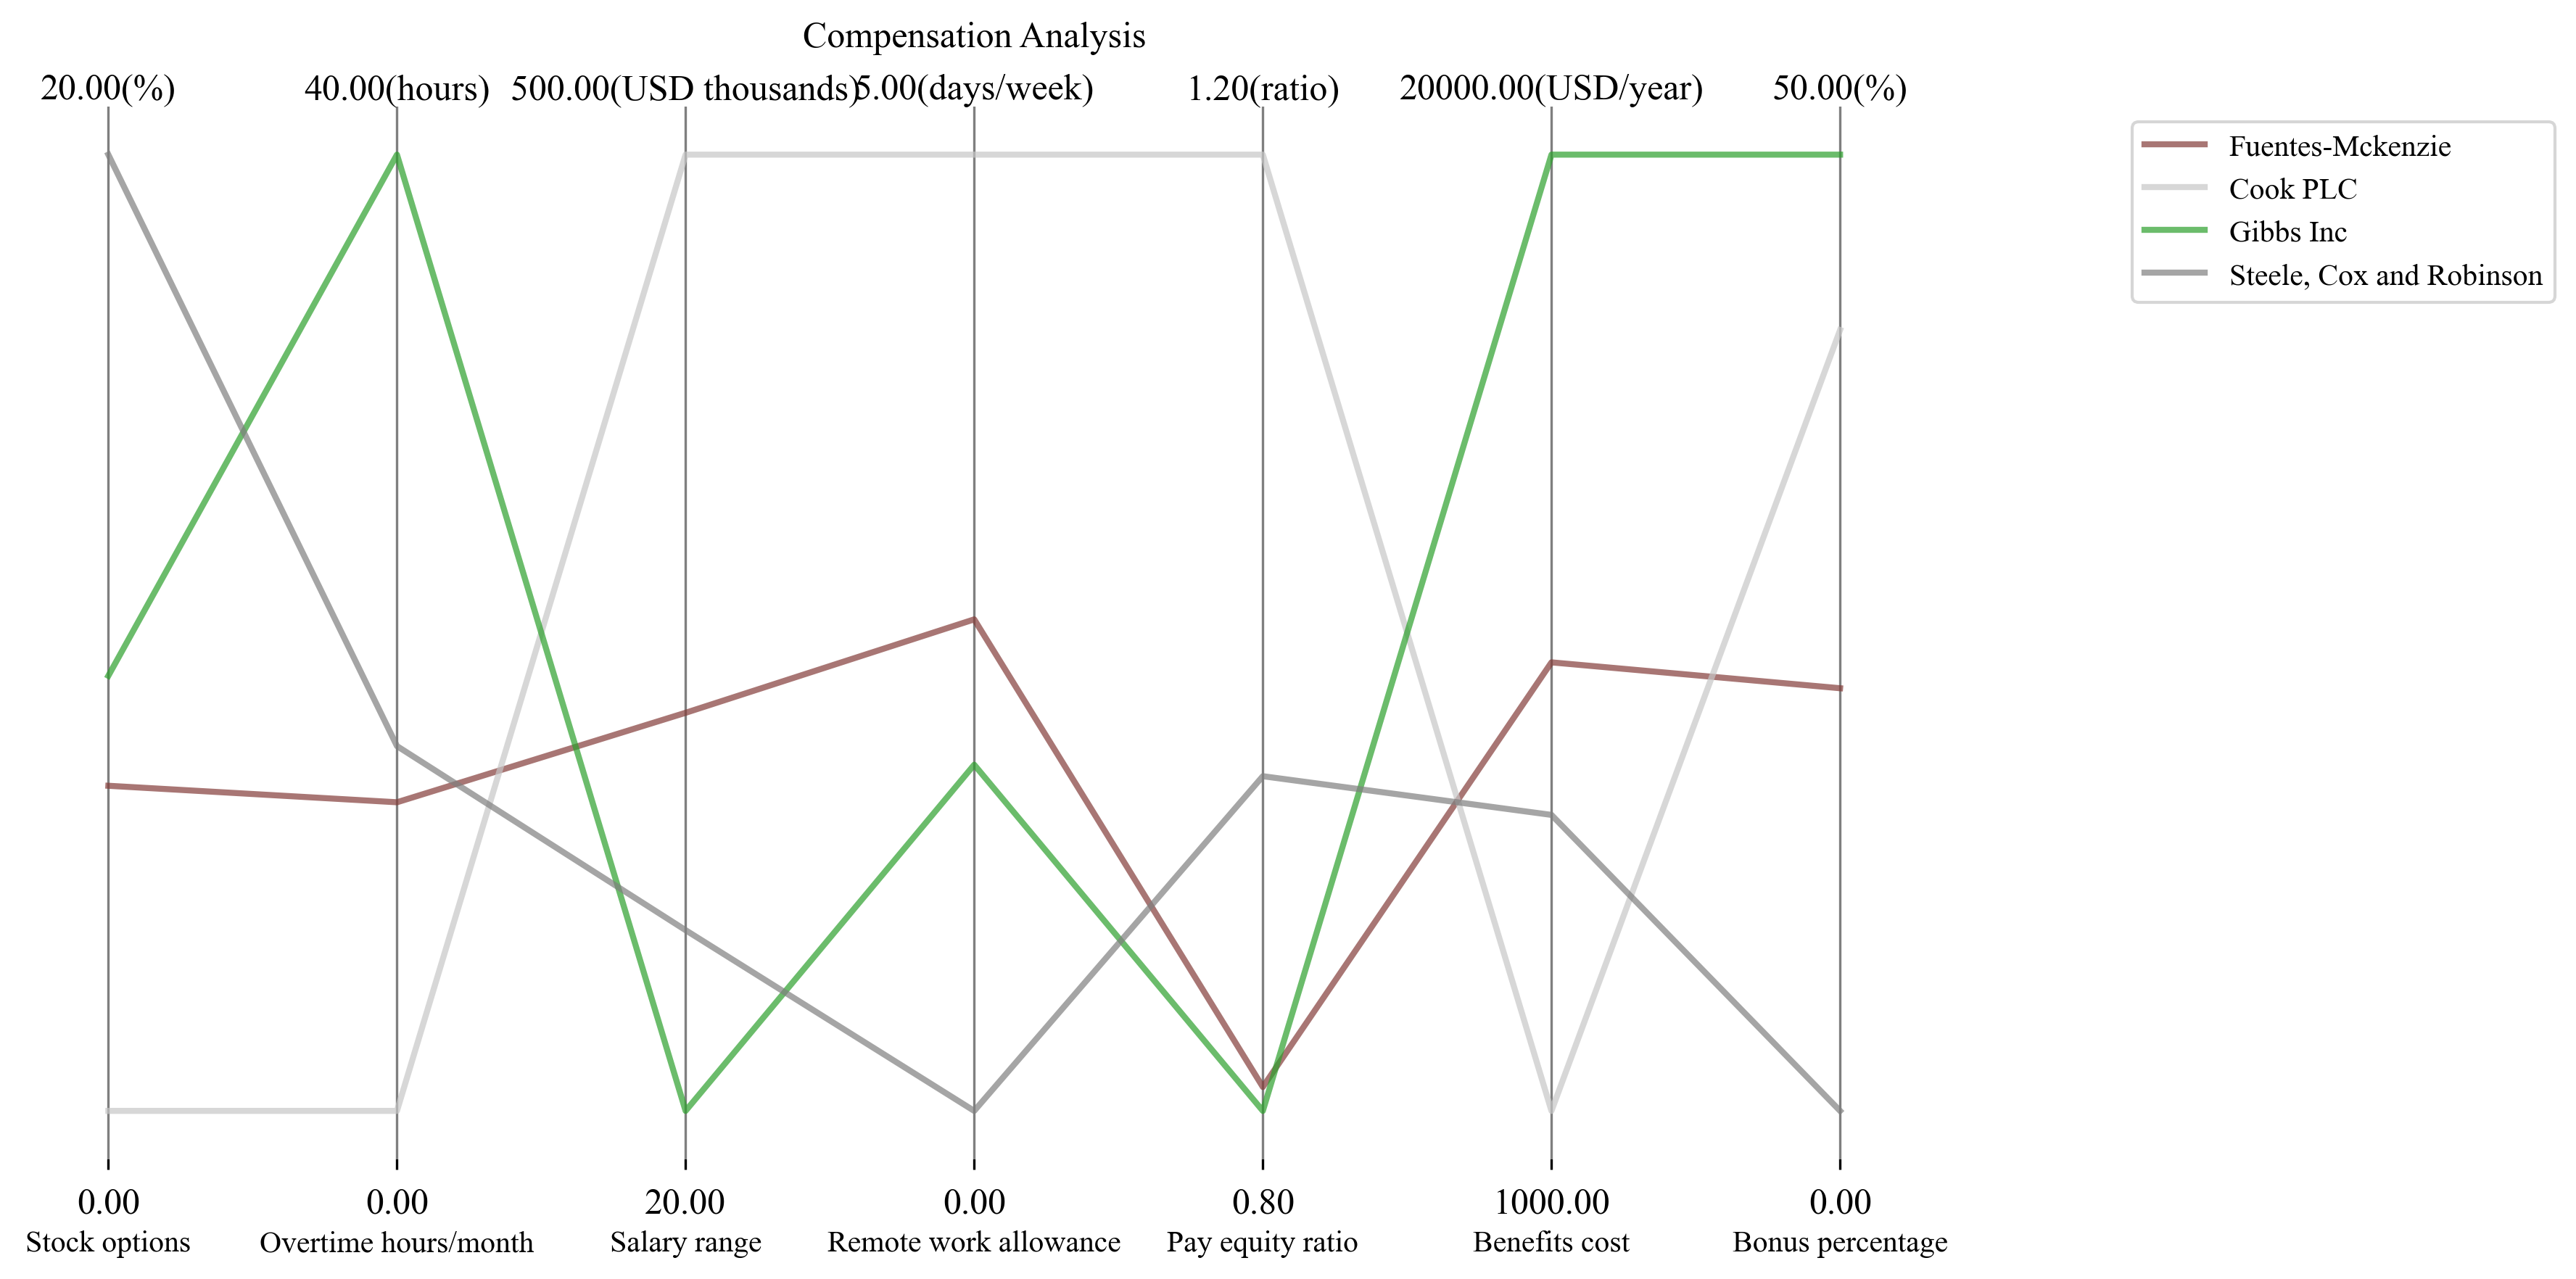 Compensation Analysis
20.00(%)
40.00(hours)
500.00(USD thousands)
5.00(days/week)
1.20(ratio)
20000.00(USD/year)
50.00(%)
Fuentes-Mckenzie
Cook PLC
Gibbs Inc
Steele, Cox and Robinson
0.00
0.00
20.00
0.00
0.80
1000.00
0.00
Stock options
Overtime hours/month
Salary range
Remote work allowance
Pay equity ratio
Benefits cost
Bonus percentage